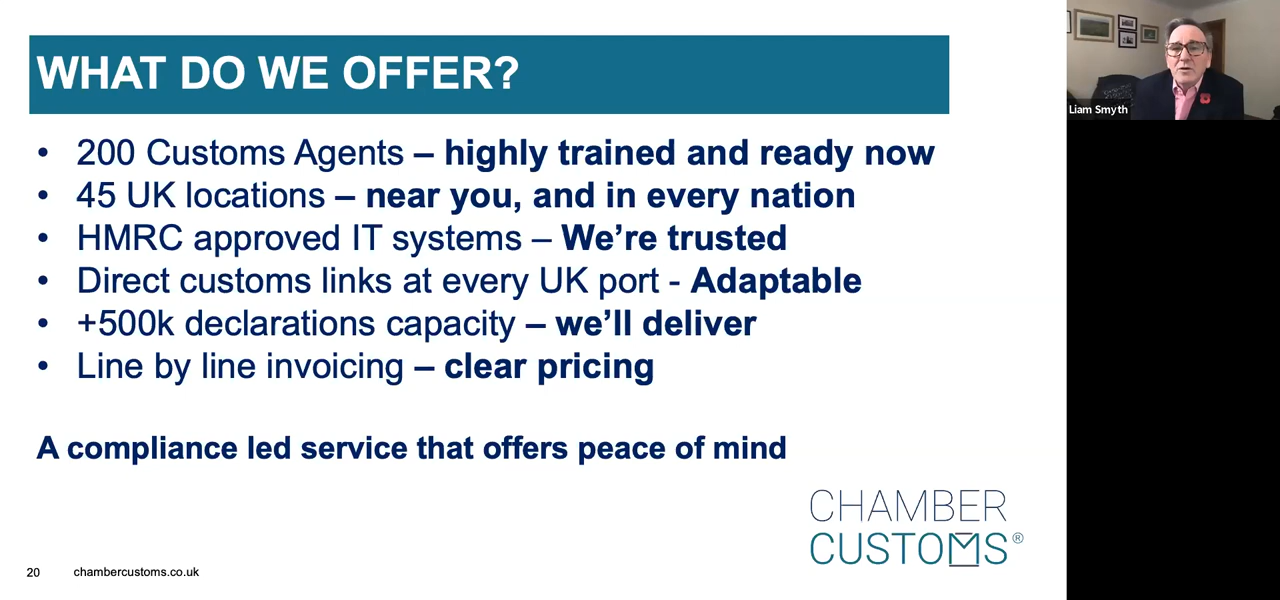 WHAT DO WE OFFER?
• 200 Customs Agents – highly trained and ready now
• 45 UK locations – near you, and in every nation
• HMRC approved IT systems – We’re trusted
• Direct customs links at every UK port - Adaptable
• +500k declarations capacity – we’ll deliver
• Line by line invoicing – clear pricing
A compliance led service that offers peace of mind
CHAMBER
CUSTOMS®
20 chambercustoms.co.uk
Liam Smyth